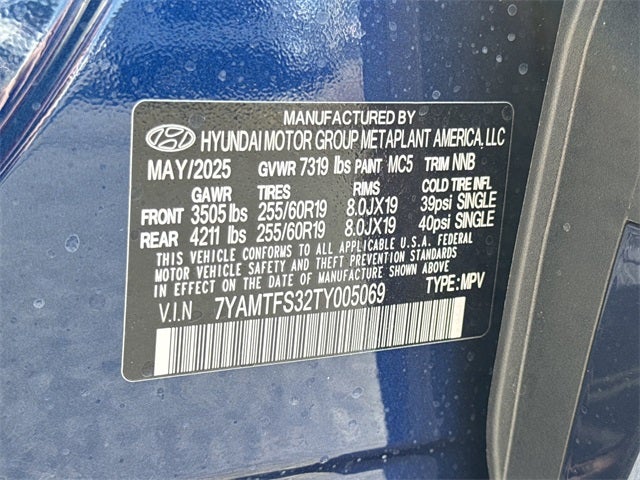 MANUFACTURED BY
HYUNDAI MOTOR GROUP METAPLANT AMERICA, LLC
MAY/2025 GVWR 7319 lbs PAINT MC5 TRIM NNB
GAWR TIRES RIMS COLD TIRE INFL
FRONT 3505 lbs 255/60R19 8.0JX19 39psi SINGLE
REAR 4211 lbs 255/60R19 8.0JX19 40psi SINGLE
THIS VEHICLE CONFORMS TO ALL APPLICABLE U.S.A. FEDERAL
MOTOR VEHICLE SAFETY AND THEFT PREVENTION STANDARDS
IN EFFECT ON THE DATE OF MANUFACTURE SHOWN ABOVE.
V.I.N 7YAMTFS32TY005069 TYPE: MPV